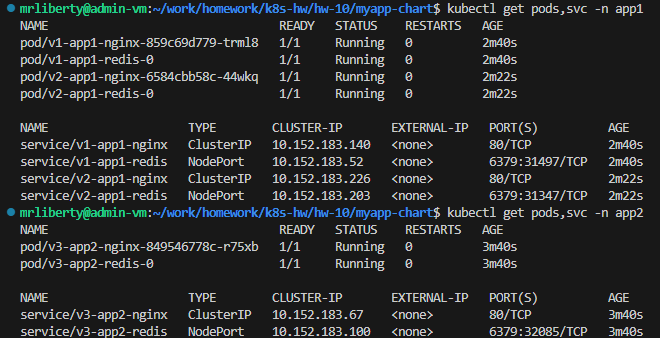 mrliberty@admin-vm:~/work/homework/k8s-hw/hw-10/myapp-chart$ kubectl get pods,svc -n app1
NAME READY STATUS RESTARTS AGE
pod/v1-app1-nginx-859c69d779-trml8 1/1 Running 0 2m40s
pod/v1-app1-redis-0 1/1 Running 0 2m40s
pod/v2-app1-nginx-6584cbb58c-44wkq 1/1 Running 0 2m22s
pod/v2-app1-redis-0 1/1 Running 0 2m22s
NAME TYPE CLUSTER-IP EXTERNAL-IP PORT(S) AGE
service/v1-app1-nginx ClusterIP 10.152.183.140 <none> 80/TCP 2m40s
service/v1-app1-redis NodePort 10.152.183.52 <none> 6379:31497/TCP 2m40s
service/v2-app1-nginx ClusterIP 10.152.183.226 <none> 80/TCP 2m22s
service/v2-app1-redis NodePort 10.152.183.203 <none> 6379:31347/TCP 2m22s
mrliberty@admin-vm:~/work/homework/k8s-hw/hw-10/myapp-chart$ kubectl get pods,svc -n app2
NAME READY STATUS RESTARTS AGE
pod/v3-app2-nginx-849546778c-r75xb 1/1 Running 0 3m40s
pod/v3-app2-redis-0 1/1 Running 0 3m40s
NAME TYPE CLUSTER-IP EXTERNAL-IP PORT(S) AGE
service/v3-app2-nginx ClusterIP 10.152.183.67 <none> 80/TCP 3m40s
service/v3-app2-redis NodePort 10.152.183.100 <none> 6379:32085/TCP 3m40s